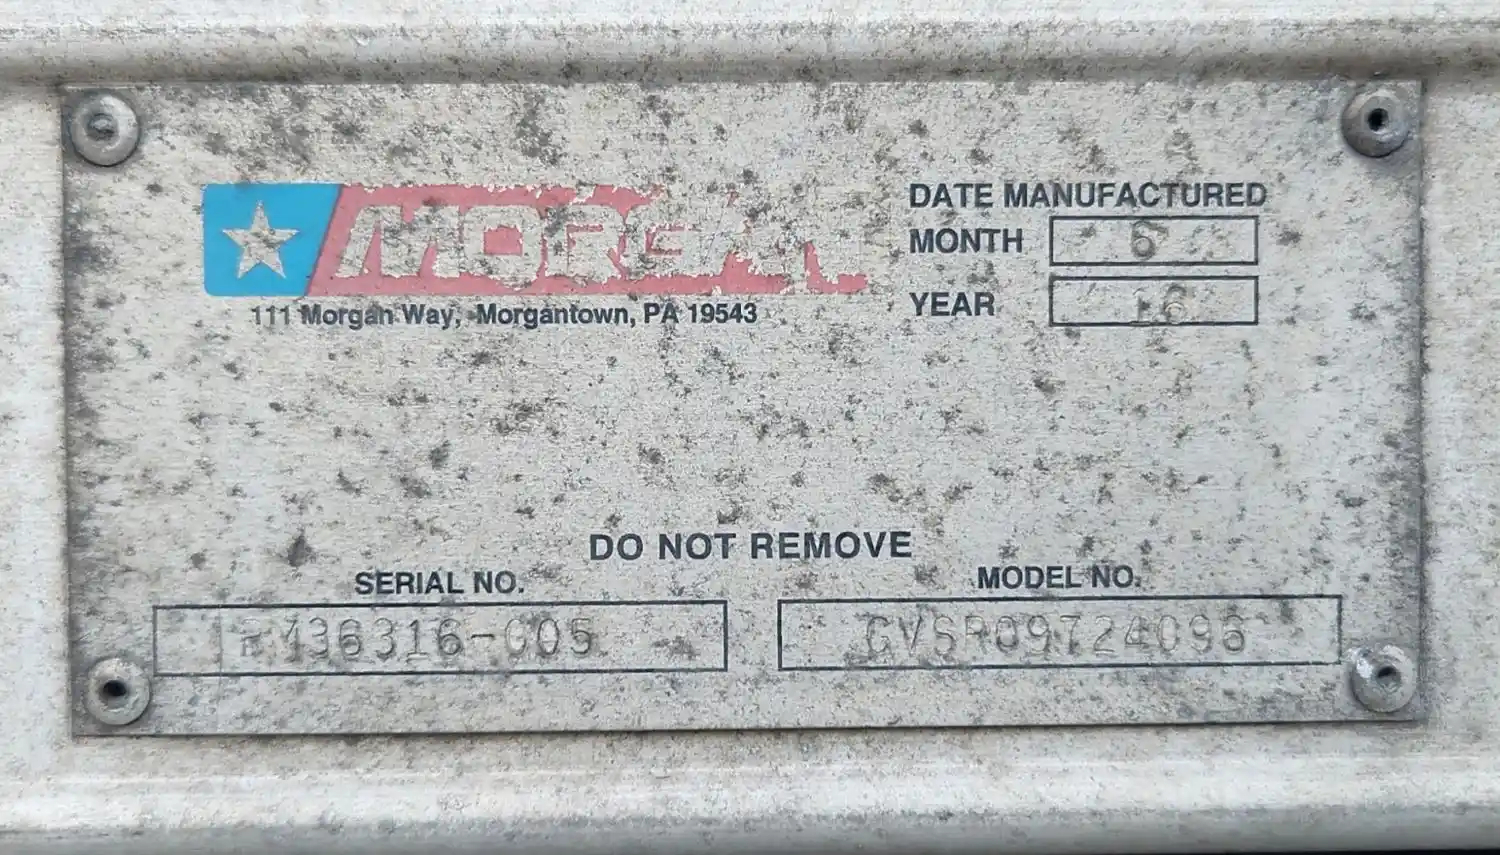 MORGAN
111 Morgan Way, Morgantown, PA 19543
DATE MANUFACTURED
MONTH 6
YEAR 16
DO NOT REMOVE
SERIAL NO.
MODEL NO.
GVSR09724096